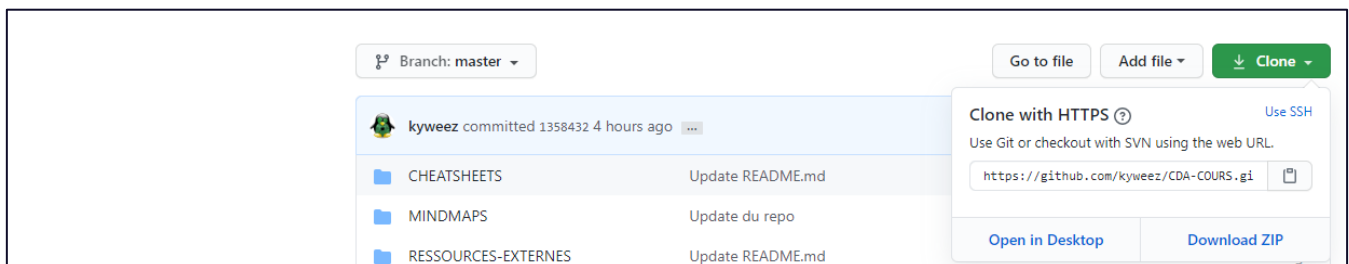 Branch: master
Go to file
Add file
Clone
kyweez committed 1358432 4 hours ago ...
Clone with HTTPS
Use SSH
Use Git or checkout with SVN using the web URL.
https://github.com/kyweez/CDA-COURS.gi
CHEATSHEETS Update README.md
MINDMAPS Update du repo
Open in Desktop Download ZIP
RESSOURCES-EXTERNES Update README.md